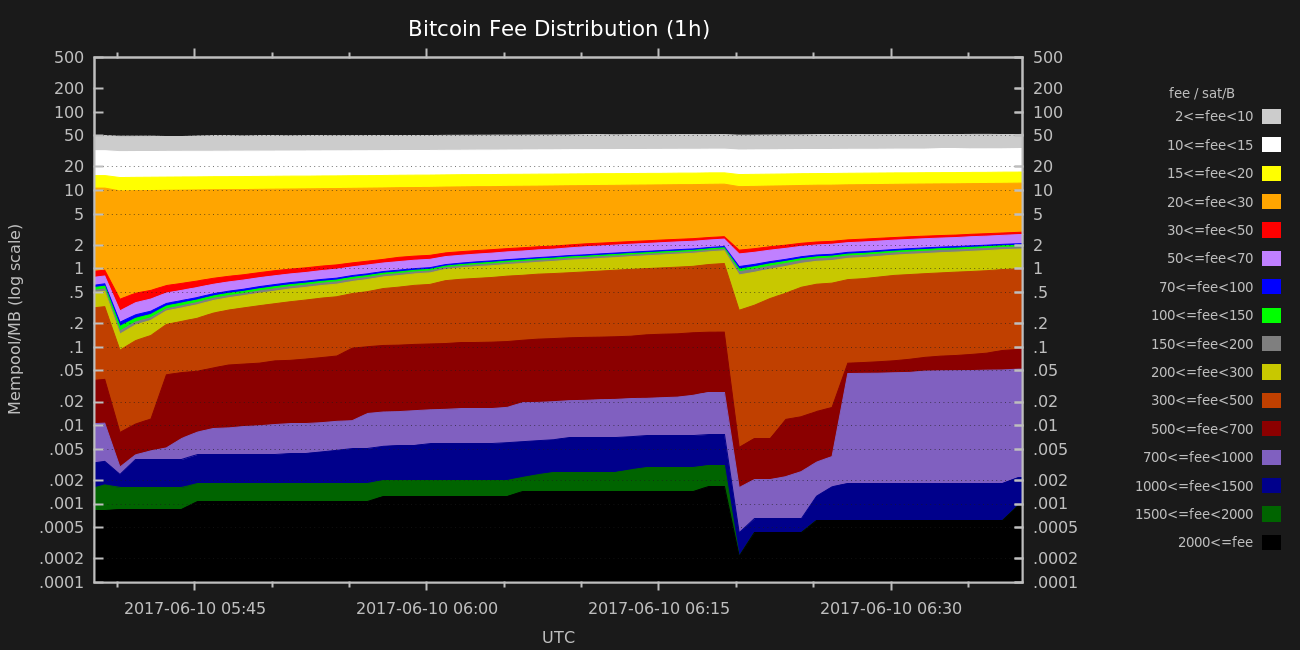 Bitcoin Fee Distribution (1h)
500
200
100
50
20
10
5
2
1
.5
.2
.1
.05
.02
.01
.005
.002
.001
.0005
.0002
.0001
Mempool/MB (log scale)
500
200
100
50
20
10
5
2
1
.5
.2
.1
.05
.02
.01
.005
.002
.001
.0005
.0002
.0001
2017-06-10 05:45
2017-06-10 06:00
2017-06-10 06:15
2017-06-10 06:30
UTC
fee / sat/B
2<=fee<10
10<=fee<15
15<=fee<20
20<=fee<30
30<=fee<50
50<=fee<70
70<=fee<100
100<=fee<150
150<=fee<200
200<=fee<300
300<=fee<500
500<=fee<700
700<=fee<1000
1000<=fee<1500
1500<=fee<2000
2000<=fee